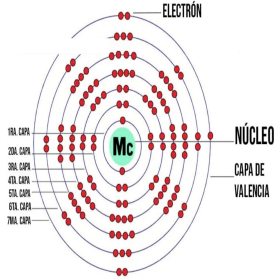 ELECTRÓN
1RA. CAPA
2DA. CAPA
3RA. CAPA
4TA. CAPA
5TA. CAPA
6TA. CAPA
7MA. CAPA
Mc
NÚCLEO
CAPA DE
VALENCIA